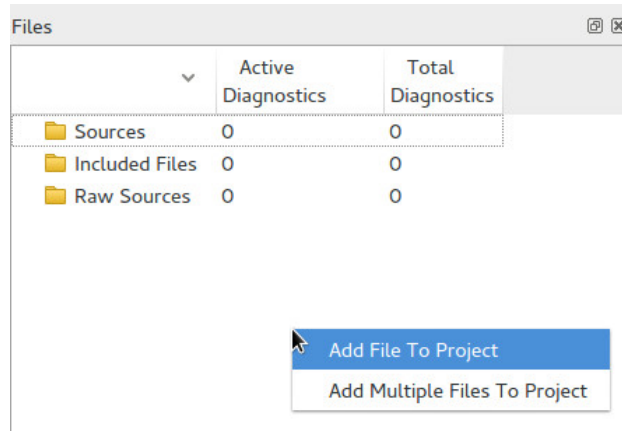 Files
Active Total
Diagnostics Diagnostics
Sources 0 0
Included Files 0 0
Raw Sources 0 0
Add File To Project
Add Multiple Files To Project